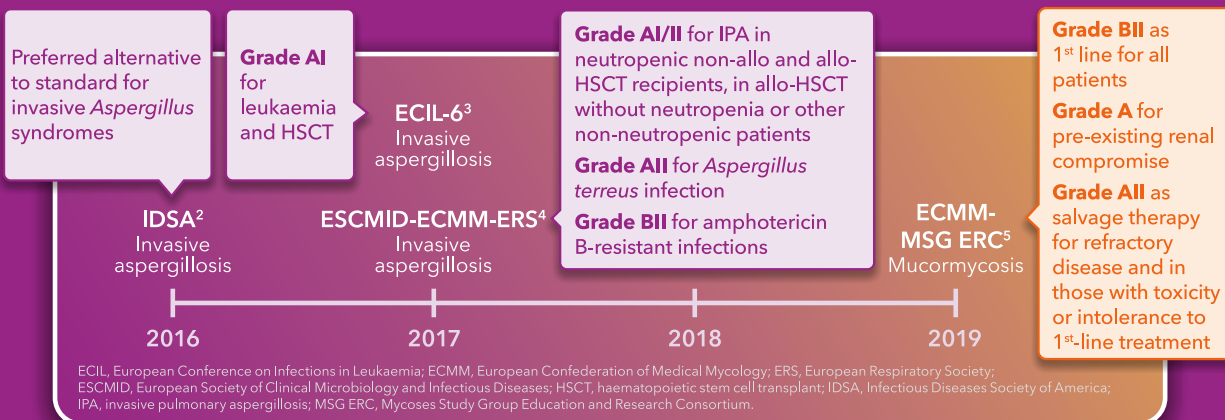 Preferred alternative
to standard for
invasive Aspergillus
syndromes
Grade AI
for
leukaemia
and HSCT
ECIL-6³
Invasive
aspergillosis
Grade AI/II for IPA in
neutropenic non-allo and allo-
HSCT recipients, in allo-HSCT
without neutropenia or other
non-neutropenic patients
Grade AII for Aspergillus
terreus infection
Grade BII for amphotericin
B-resistant infections
Grade BII as
1st line for all
patients
Grade A for
pre-existing renal
compromise
Grade AII as
salvage therapy
for refractory
disease and in
those with toxicity
or intolerance to
1st-line treatment
IDSA²
Invasive
aspergillosis
ESCMID-ECMM-ERS⁴
Invasive
aspergillosis
ECMM-
MSG ERC⁵
Mucormycosis
2016
2017
2018
2019
ECIL, European Conference on Infections in Leukaemia; ECMM, European Confederation of Medical Mycology; ERS, European Respiratory Society;
ESCMID, European Society of Clinical Microbiology and Infectious Diseases; HSCT, haematopoietic stem cell transplant; IDSA, Infectious Diseases Society of America;
IPA, invasive pulmonary aspergillosis; MSG ERC, Mycoses Study Group Education and Research Consortium.